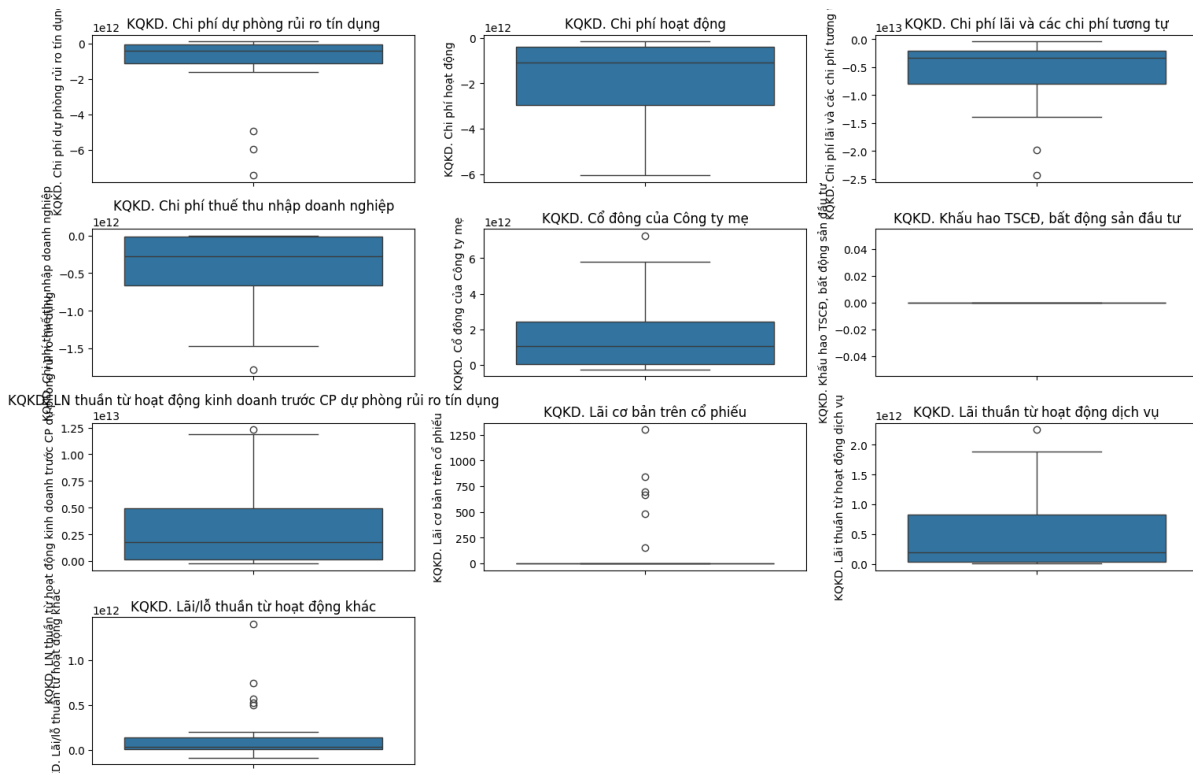 KQKD. Chi phí dự phòng rủi ro tín dụng
1e12
KQKD. Chi phí dự phòng rủi ro tín dụng
0
−2
−4
−6
KQKD. Chi phí hoạt động
1e12
KQKD. Chi phí hoạt động
0
−2
−4
−6
KQKD. Chi phí lãi và các chi phí tương tự
1e13
KQKD. Chi phí lãi và các chi phí tương tự
0.0
−0.5
−1.0
−1.5
−2.0
−2.5
KQKD. Chi phí thuế thu nhập doanh nghiệp
1e12
KQKD. Chi phí thuế thu nhập doanh nghiệp
0.0
−0.5
−1.0
−1.5
KQKD. Cổ đông của Công ty mẹ
1e12
KQKD. Cổ đông của Công ty mẹ
6
4
2
0
KQKD. Khấu hao TSCĐ, bất động sản đầu tư
KQKD. Khấu hao TSCĐ, bất động sản đầu tư
0.04
0.02
0.00
−0.02
−0.04
KQKD. LN thuần từ hoạt động kinh doanh trước CP dự phòng rủi ro tín dụng
1e13
KQKD. LN thuần từ hoạt động kinh doanh trước CP dự phòng rủi ro tín dụng
1.25
1.00
0.75
0.50
0.25
0.00
KQKD. Lãi cơ bản trên cổ phiếu
KQKD. Lãi cơ bản trên cổ phiếu
1250
1000
750
500
250
0
KQKD. Lãi thuần từ hoạt động dịch vụ
1e12
KQKD. Lãi thuần từ hoạt động dịch vụ
2.0
1.5
1.0
0.5
0.0
KQKD. Lãi/lỗ thuần từ hoạt động khác
1e12
D. Lãi/lỗ thuần từ hoạt động khác
1.0
0.5
0.0